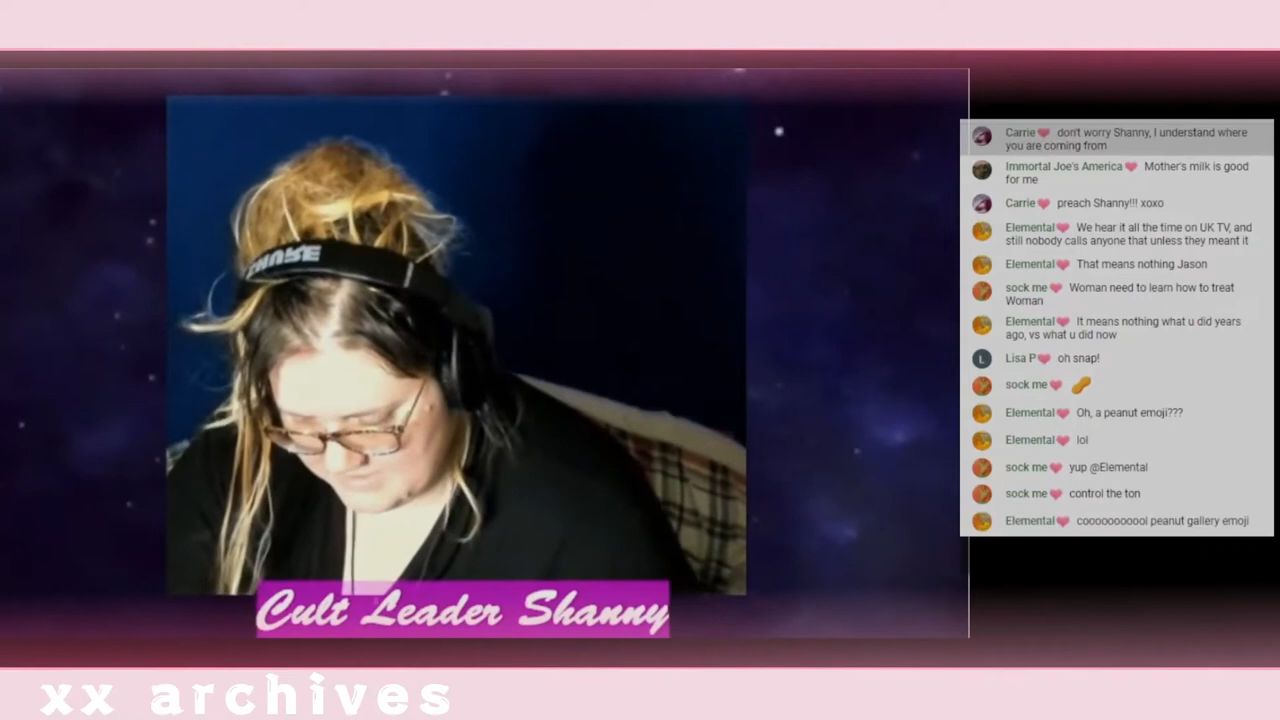 Carrie don't worry Shanny, I understand where
you are coming from
Immortal Joe's America Mother's milk is good
for me
Carrie preach Shanny!!! xoxo
Elemental We hear it all the time on UK TV, and
still nobody calls anyone that unless they meant it
Elemental That means nothing Jason
sock me Woman need to learn how to treat
Woman
Elemental It means nothing what u did years
ago, vs what u did now
L Lisa P oh snap!
sock me
Elemental Oh, a peanut emoji???
Elemental lol
sock me yup @Elemental
sock me control the ton
Elemental cooooooooool peanut gallery emoji
SHURE
Cult Leader Shanny
xx archives